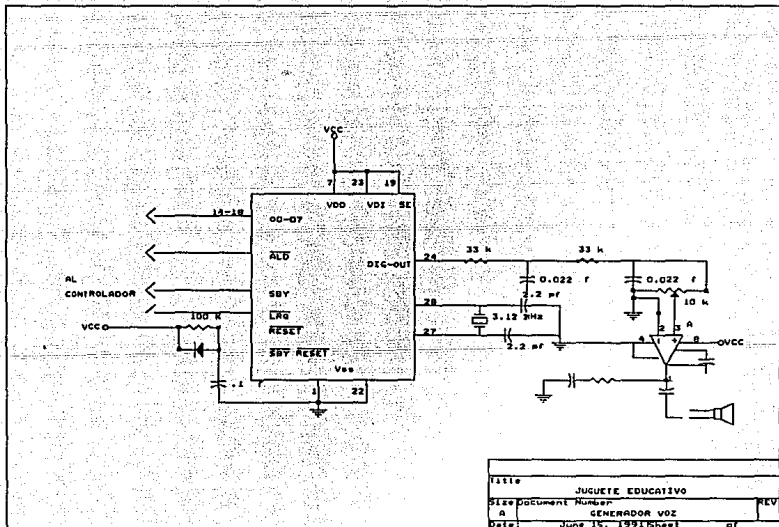 VCC
7 23 19
VDD VDI SE
14-18
OO-O7
ALD
DIG-OUT
24
33 k
33 k
0.022 f
0.022 f
10 k
AL
CONTROLADOR
SBY
28
2.2 pf
3.12 MHz
LRQ
100 K
VCC
RESET
27
2.2 pf
SBY RESET
A
2 3
4
8
VCC
Vss
.1 f
1 22
Title
JUGUETE EDUCATIVO
Size Document Number REV
A GENERADOR VOZ
Date: June 15, 1991 Sheet of